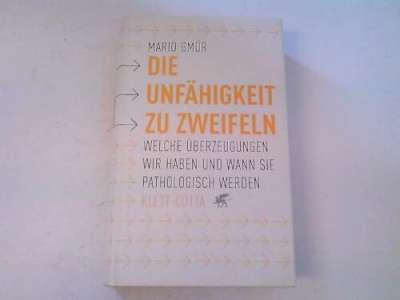 MARIO GMÜR
DIE
UNFÄHIGKEIT
ZU ZWEIFELN
WELCHE ÜBERZEUGUNGEN
WIR HABEN UND WANN SIE
PATHOLOGISCH WERDEN
KLETT-COTTA